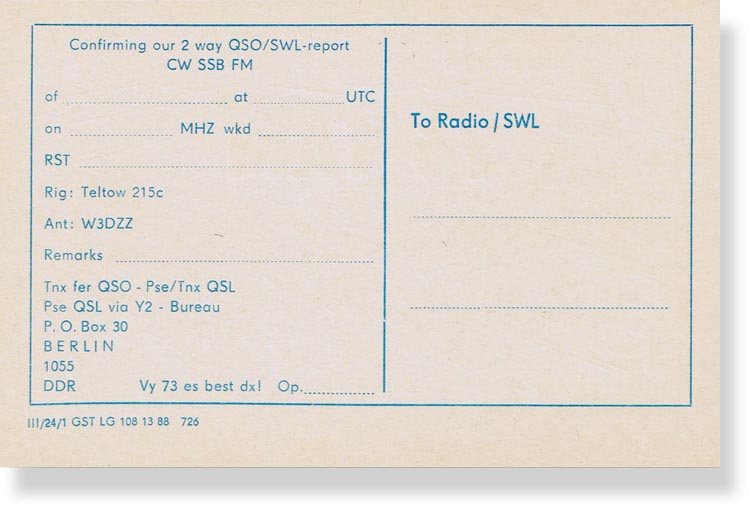 Confirming our 2 way QSO/SWL-report
CW SSB FM
of at UTC
on MHZ wkd
RST
Rig: Teltow 215c
Ant: W3DZZ
Remarks
Tnx fer QSO - Pse/Tnx QSL
Pse QSL via Y2 - Bureau
P. O. Box 30
BERLIN
1055
DDR Vy 73 es best dx! Op.
To Radio / SWL
III/24/1 GST LG 108 13 88 726